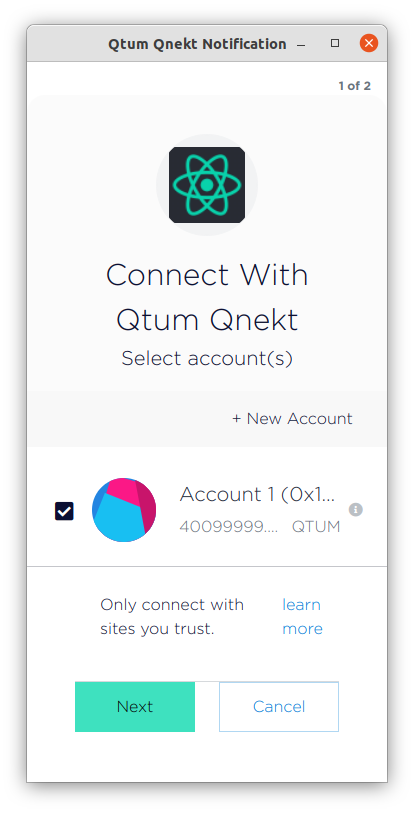 Qtum Qnekt Notification
1 of 2
Connect With
Qtum Qnekt
Select account(s)
+ New Account
Account 1 (0x1...
40099999.... QTUM
Only connect with learn
sites you trust. more
Next Cancel